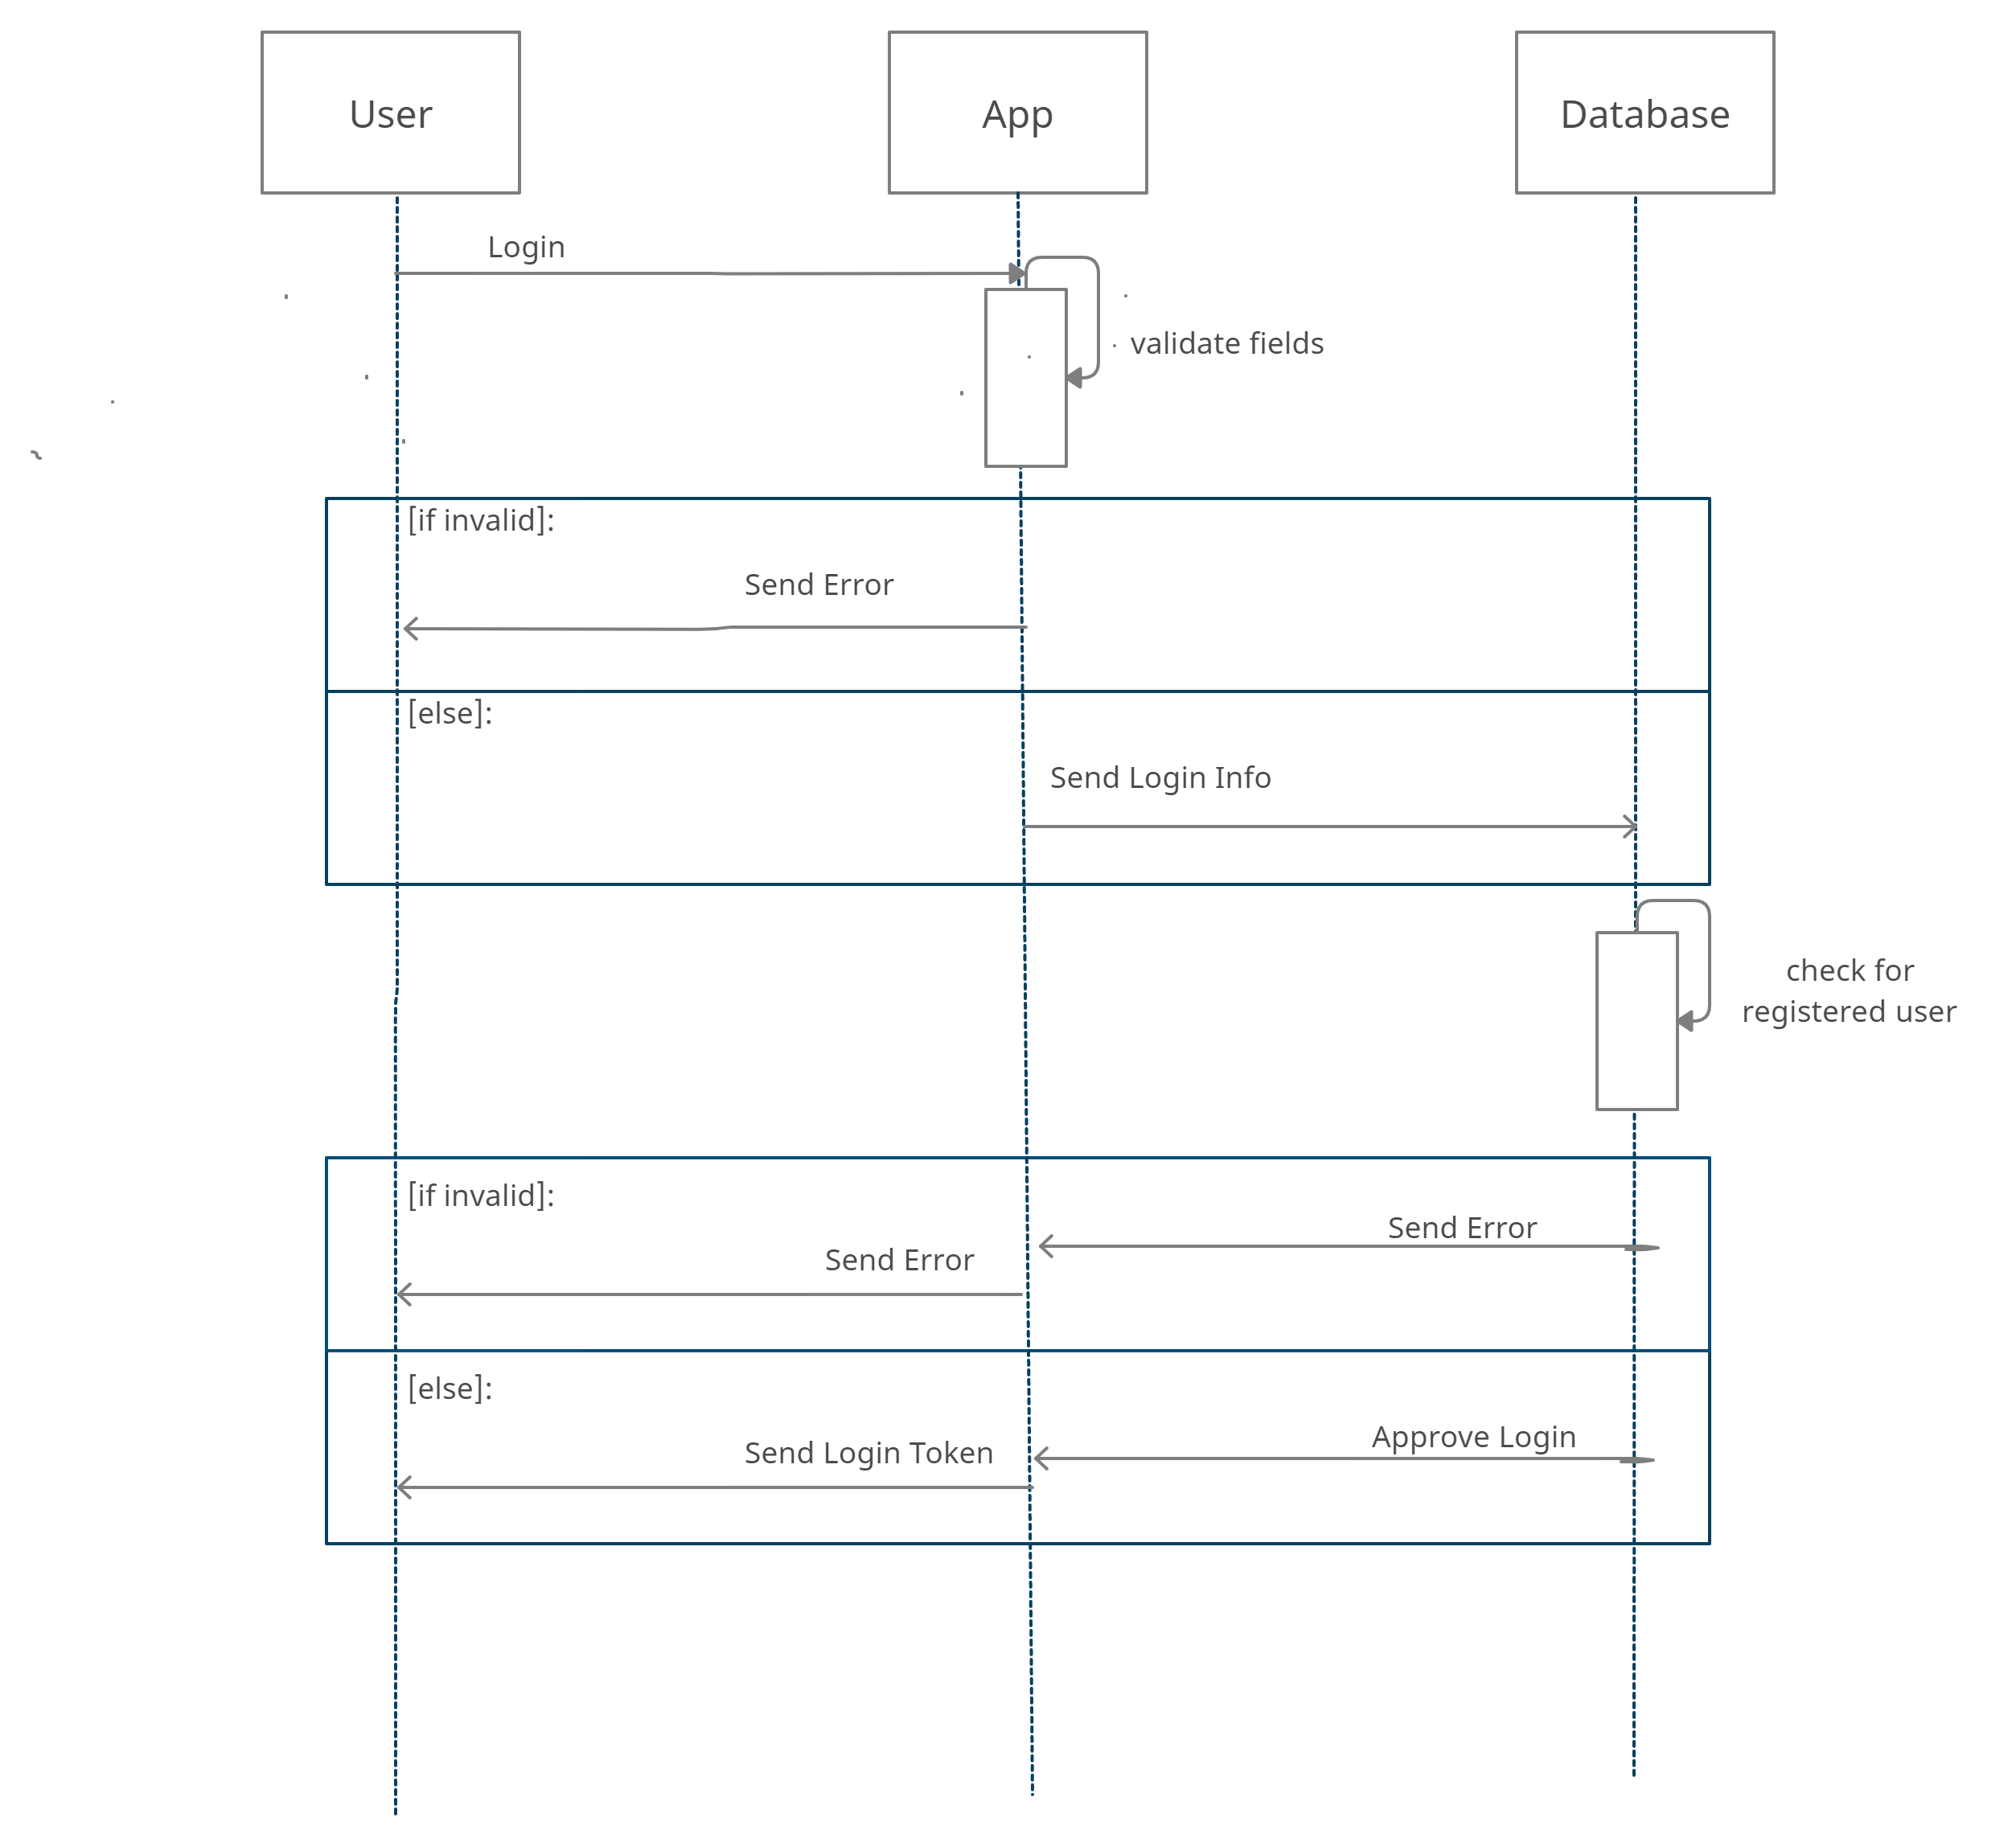 User
App
Database
Login
validate fields
[if invalid]:
Send Error
[else]:
Send Login Info
check for
registered user
[if invalid]:
Send Error
Send Error
[else]:
Approve Login
Send Login Token